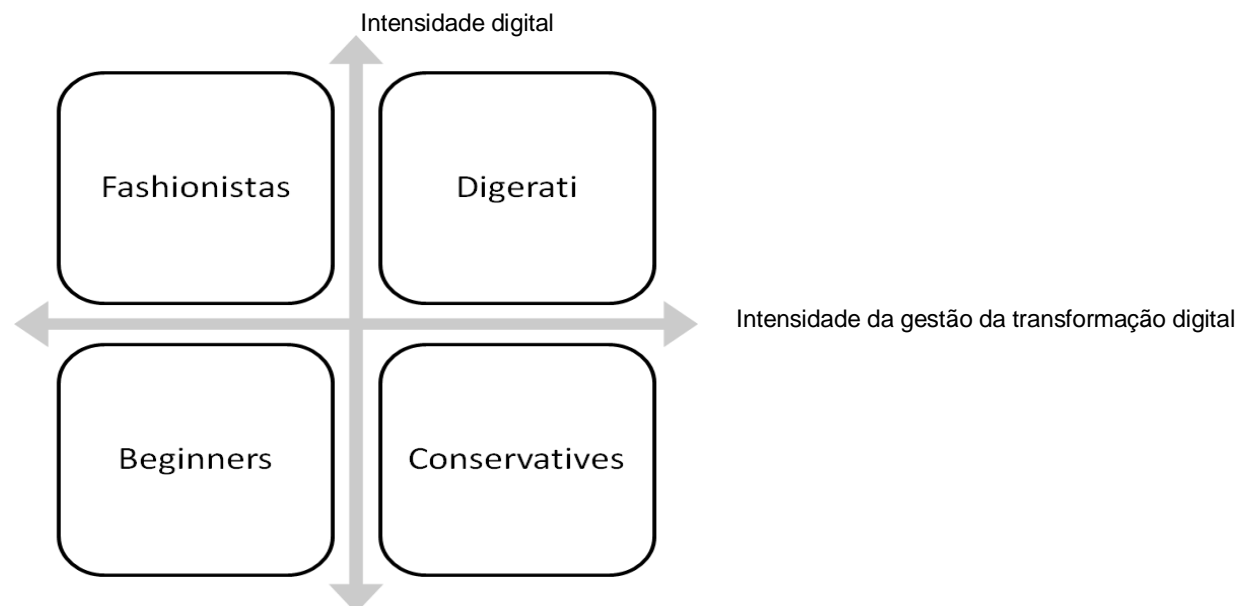 Intensidade digital
Fashionistas
Digerati
Intensidade da gestão da transformação digital
Beginners
Conservatives